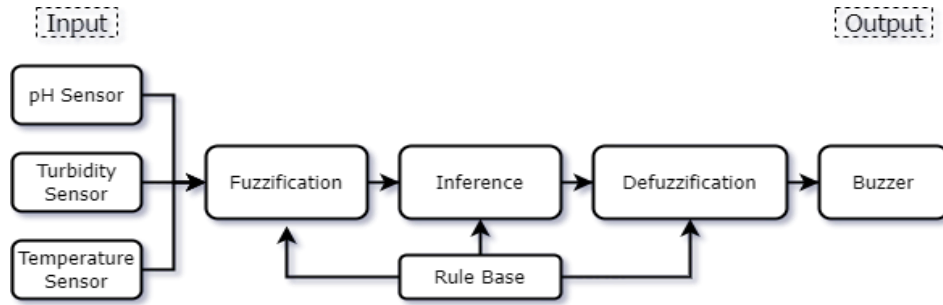 Input
Output
pH Sensor
Turbidity
Sensor
Temperature
Sensor
Fuzzification
Inference
Defuzzification
Buzzer
Rule Base